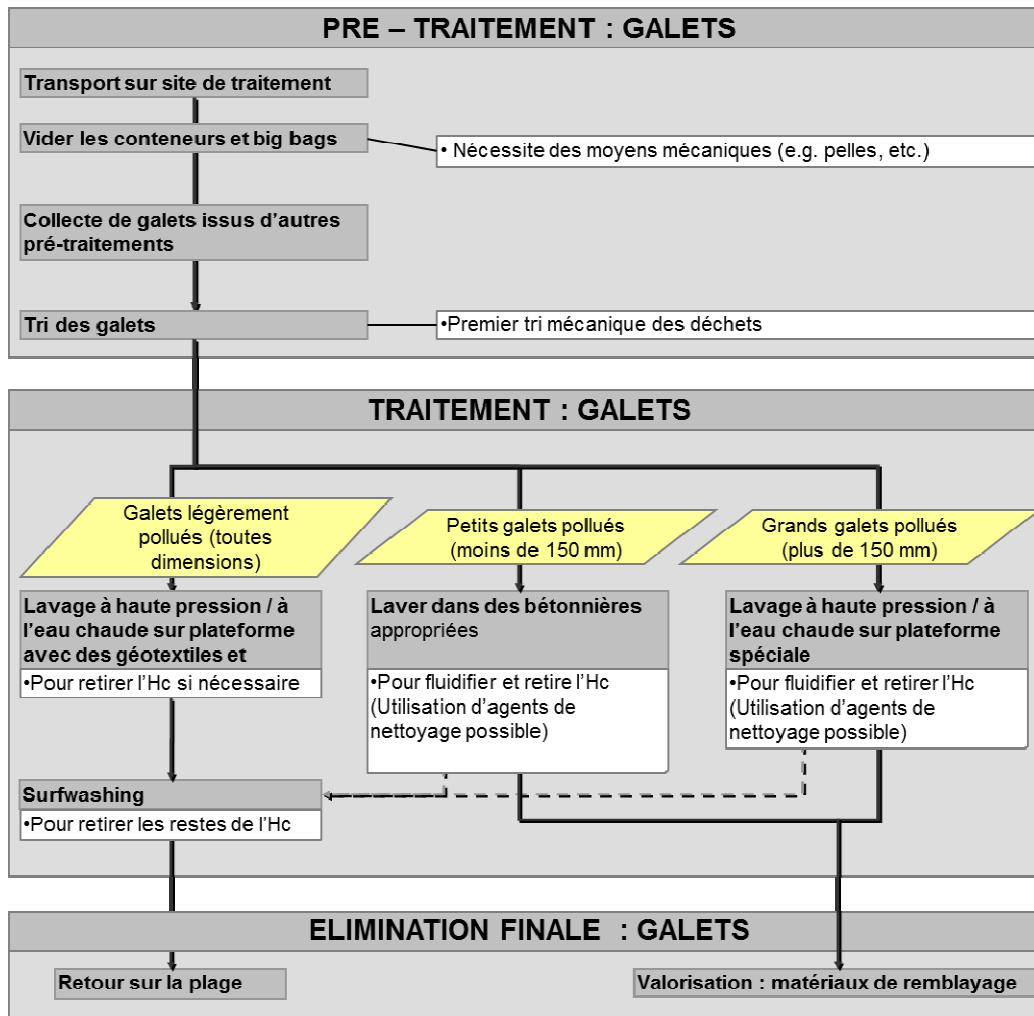 PRE – TRAITEMENT : GALETS
Transport sur site de traitement
Vider les conteneurs et big bags
• Nécessite des moyens mécaniques (e.g. pelles, etc.)
Collecte de galets issus d'autres
pré-traitements
Tri des galets
•Premier tri mécanique des déchets
TRAITEMENT : GALETS
Galets légèrement
pollués (toutes
dimensions)
Petits galets pollués
(moins de 150 mm)
Grands galets pollués
(plus de 150 mm)
Lavage à haute pression / à
l'eau chaude sur plateforme
avec des géotextiles et
•Pour retirer l'Hc si nécessaire
Laver dans des bétonnières
appropriées
•Pour fluidifier et retire l'Hc
(Utilisation d'agents de
nettoyage possible)
Lavage à haute pression / à
l'eau chaude sur plateforme
spéciale
•Pour fluidifier et retirer l'Hc
(Utilisation d'agents de
nettoyage possible)
Surfwashing
•Pour retirer les restes de l'Hc
ELIMINATION FINALE : GALETS
Retour sur la plage
Valorisation : matériaux de remblayage